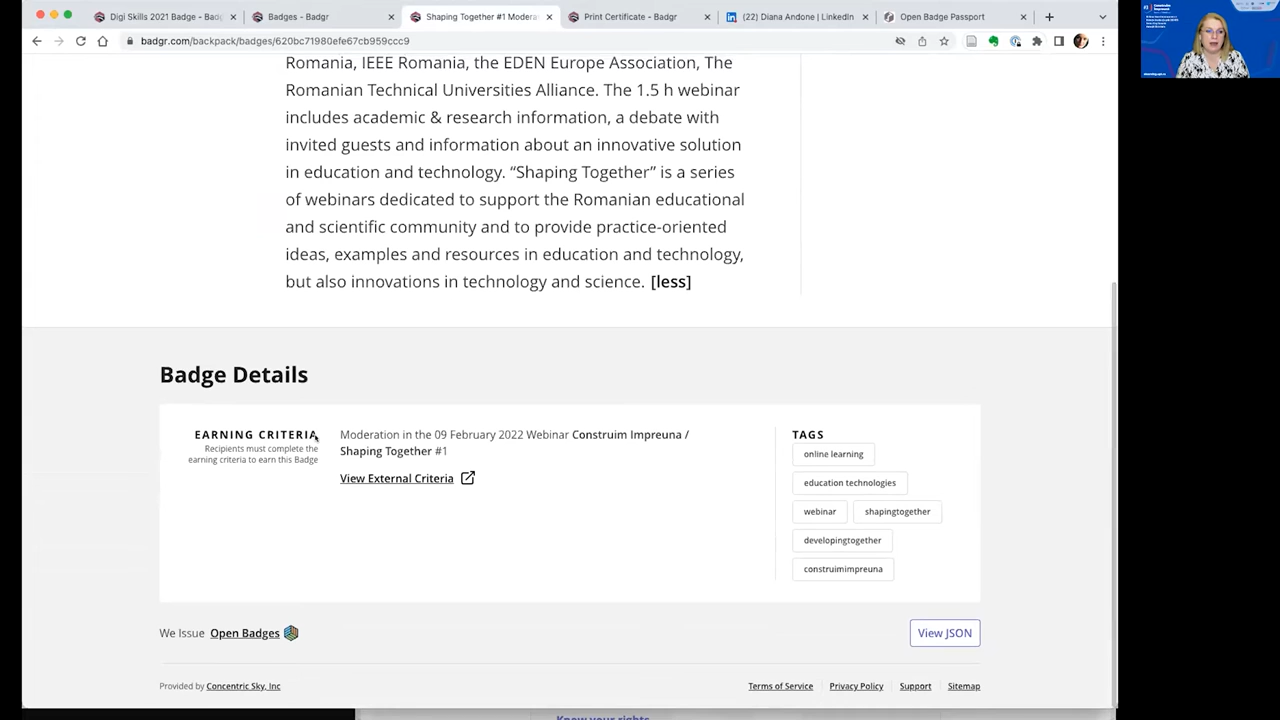 Digi Skills 2021 Badge - Bad
Badges - Badgr
Shaping Together #1 Modera
Print Certificate - Badgr
(22) Diana Andone | LinkedIn
Open Badge Passport
badgr.com/backpack/badges/620bc71980efe67cb959ccc9
Romania, IEEE Romania, the EDEN Europe Association, The
Romanian Technical Universities Alliance. The 1.5 h webinar
includes academic & research information, a debate with
invited guests and information about an innovative solution
in education and technology. “Shaping Together” is a series
of webinars dedicated to support the Romanian educational
and scientific community and to provide practice-oriented
ideas, examples and resources in education and technology,
but also innovations in technology and science. [less]
Badge Details
EARNING CRITERIA
Recipients must complete the
earning criteria to earn this Badge
Moderation in the 09 February 2022 Webinar Construim Impreuna /
Shaping Together #1
View External Criteria
TAGS
online learning
education technologies
webinar
shapingtogether
developingtogether
construimimpreuna
We Issue Open Badges
View JSON
Provided by Concentric Sky, Inc
Terms of Service
Privacy Policy
Support
Sitemap
Know your rights